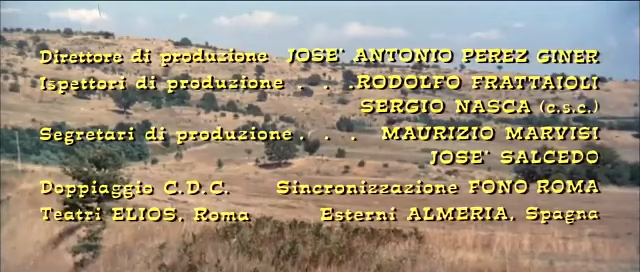 Direttore di produzione JOSE' ANTONIO PEREZ GINER
Ispettori di produzione . . . RODOLFO FRATTAIOLI
SERGIO NASCA (c.s.c.)
Segretari di produzione . . . MAURIZIO MARVISI
JOSE' SALCEDO
Doppiaggio C.D.C. Sincronizzazione FONO ROMA
Teatri ELIOS, Roma Esterni ALMERIA, Spagna